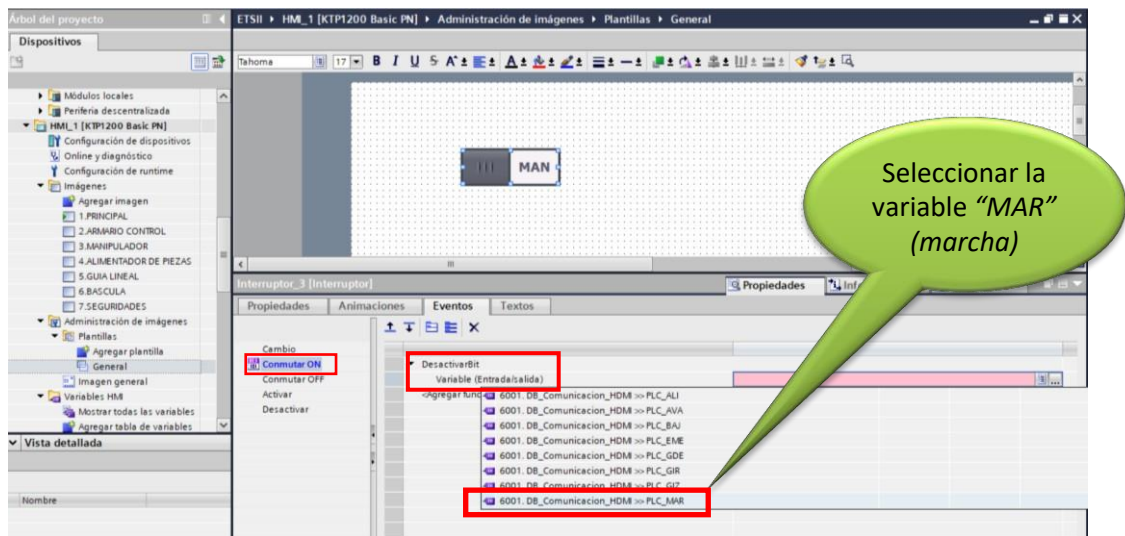 Árbol del proyecto
ETSII ▸ HMI_1 [KTP1200 Basic PN] ▸ Administración de imágenes ▸ Plantillas ▸ General
Dispositivos
Tahoma 17 B I U S A
Módulos locales
Periferia descentralizada
HMI_1 [KTP1200 Basic PN]
Configuración de dispositivos
Online y diagnóstico
Configuración de runtime
Imágenes
Agregar imagen
1.PRINCIPAL
2.ARMARIO CONTROL
3.MANIPULADOR
4.ALIMENTADOR DE PIEZAS
5.GUIA LINEAL
6.BASCULA
7.SEGURIDADES
Administración de imágenes
Plantillas
Agregar plantilla
General
Imagen general
Variables HMI
Mostrar todas las variables
Agregar tabla de variables
Vista detallada
Nombre
MAN
Seleccionar la
variable “MAR”
(marcha)
Interruptor_3 [Interruptor]
Propiedades
Propiedades Animaciones Eventos Textos
Cambio
Conmutar ON
Conmutar OFF
Activar
Desactivar
DesactivarBit
Variable (Entrada/salida)
6001. DB_Comunicacion_HDMI >> PLC_ALI
6001. DB_Comunicacion_HDMI >> PLC_AVA
6001. DB_Comunicacion_HDMI >> PLC_BAJ
6001. DB_Comunicacion_HDMI >> PLC_EME
6001. DB_Comunicacion_HDMI >> PLC_GDE
6001. DB_Comunicacion_HDMI >> PLC_GIR
6001. DB_Comunicacion_HDMI >> PLC_GIZ
6001. DB_Comunicacion_HDMI >> PLC_MAR